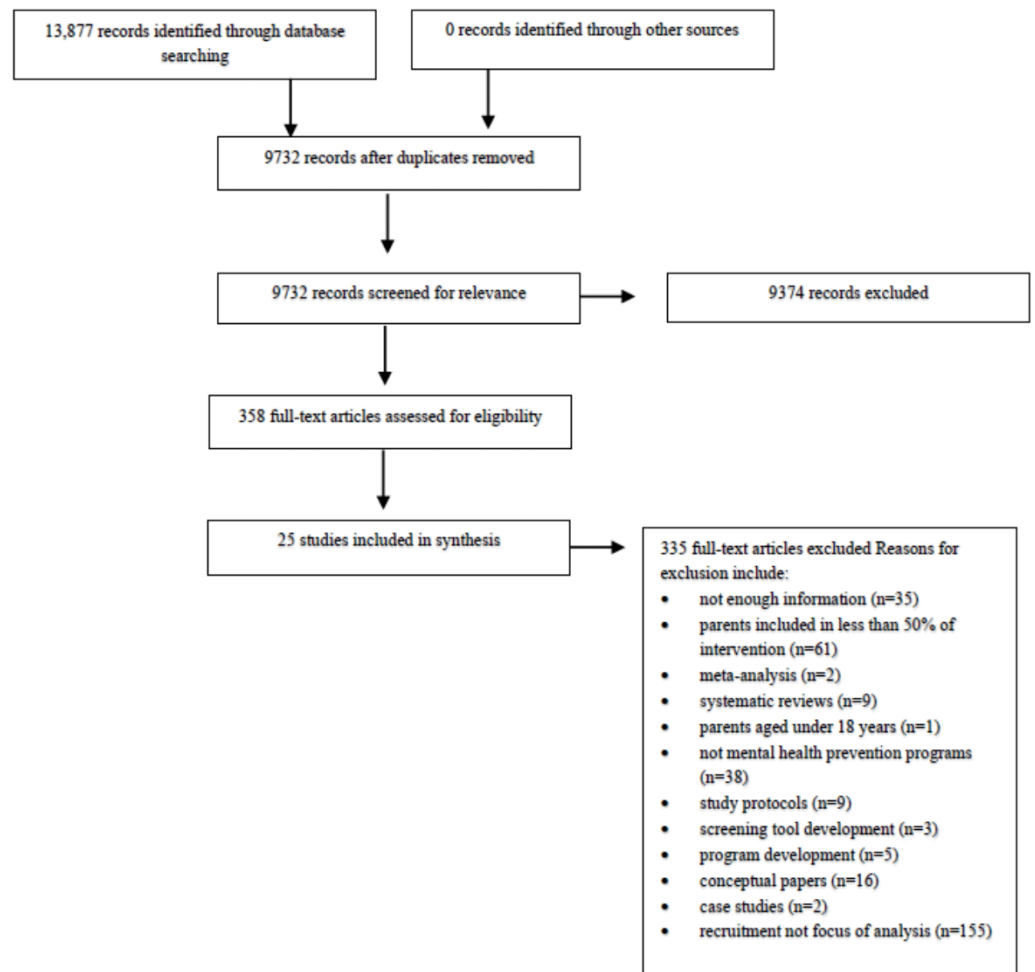 13,877 records identified through database
searching
0 records identified through other sources
9732 records after duplicates removed
9732 records screened for relevance
9374 records excluded
358 full-text articles assessed for eligibility
25 studies included in synthesis
335 full-text articles excluded Reasons for
exclusion include:
• not enough information (n=35)
• parents included in less than 50% of
intervention (n=61)
• meta-analysis (n=2)
• systematic reviews (n=9)
• parents aged under 18 years (n=1)
• not mental health prevention programs
(n=38)
• study protocols (n=9)
• screening tool development (n=3)
• program development (n=5)
• conceptual papers (n=16)
• case studies (n=2)
• recruitment not focus of analysis (n=155)